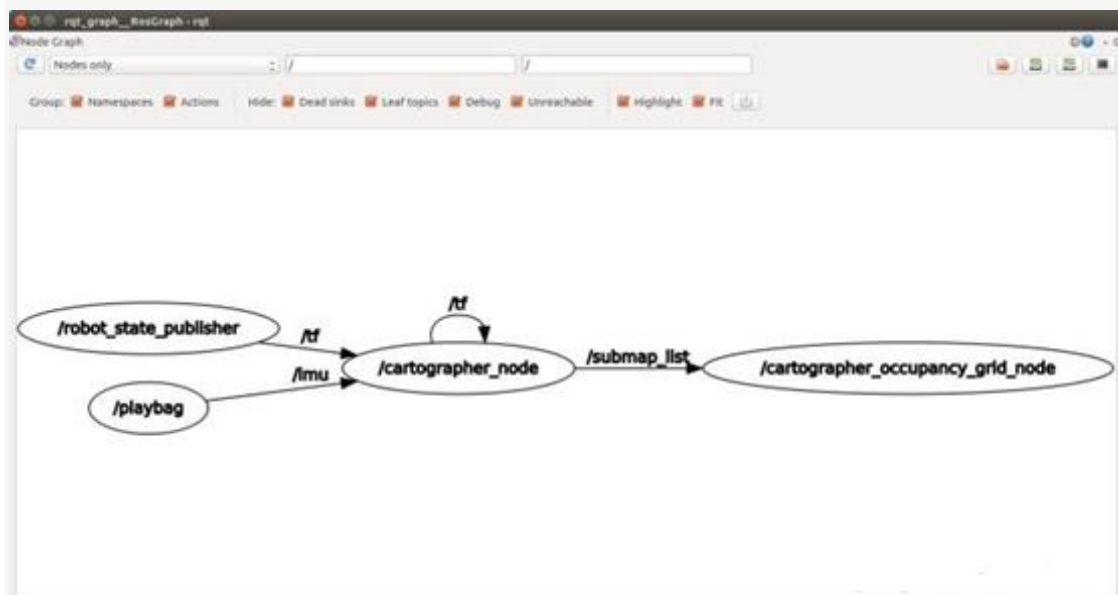 rqt_graph__RosGraph - rqt
Node Graph
Nodes only / /
Group: Namespaces Actions Hide: Dead sinks Leaf topics Debug Unreachable Highlight Fit
/tf
/robot_state_publisher
/tf
/submap_list
/cartographer_node
/cartographer_occupancy_grid_node
/imu
/playbag